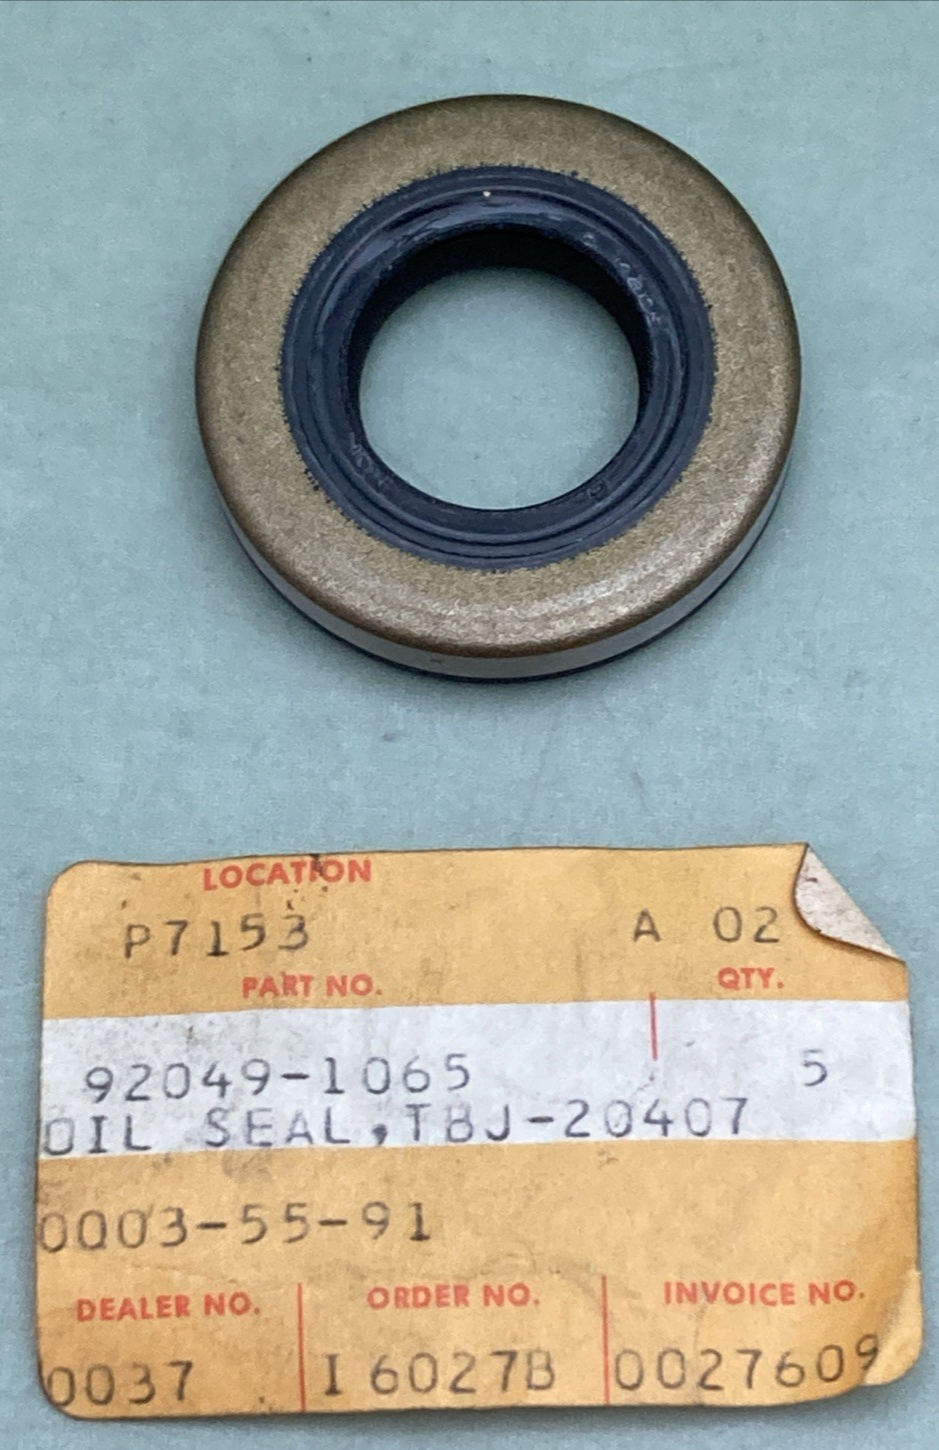 LOCATION
P7153 A 02
PART NO. QTY.
92049-1065 5
OIL SEAL,TBJ-20407
0003-55-91
DEALER NO. ORDER NO. INVOICE NO.
0037 I6027B 0027609